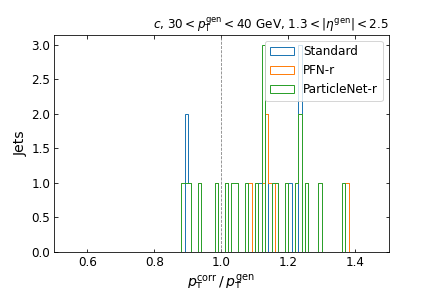 c, 30 < p_T^gen < 40 GeV, 1.3 < |η^gen| < 2.5
Standard
PFN-r
ParticleNet-r
3.0
2.5
2.0
1.5
1.0
0.5
0.0
Jets
0.6 0.8 1.0 1.2 1.4
p_T^corr / p_T^gen